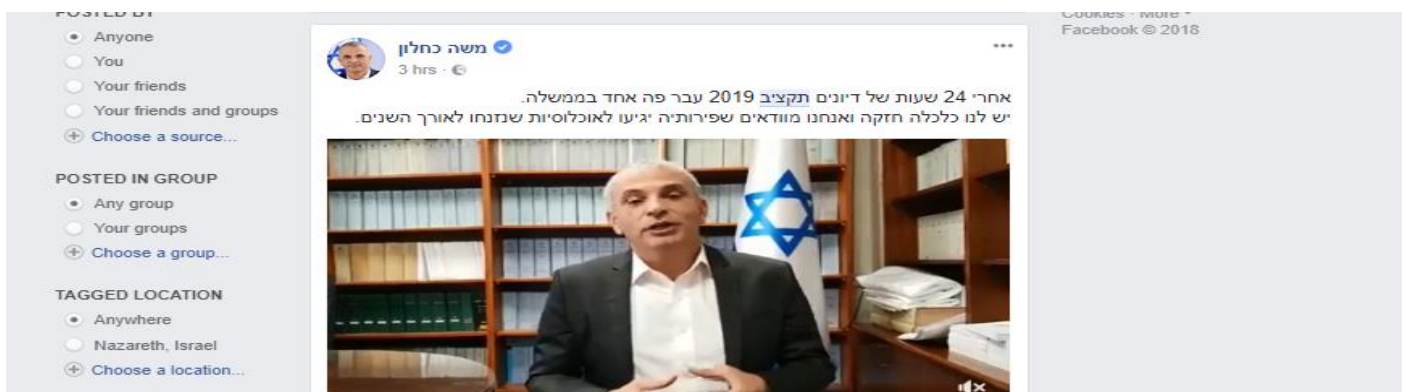 POSTED BY
Anyone
You
Your friends
Your friends and groups
Choose a source...
POSTED IN GROUP
Any group
Your groups
Choose a group...
TAGGED LOCATION
Anywhere
Nazareth, Israel
Choose a location...
משה כחלון
3 hrs ·
אחרי 24 שעות של דיונים תקציב 2019 עבר פה אחד בממשלה.
יש לנו כלכלה חזקה ואנחנו מוודאים שפירותיה יגיעו לאוכלוסיות שנזנחו לאורך השנים.
Cookies · More
Facebook © 2018